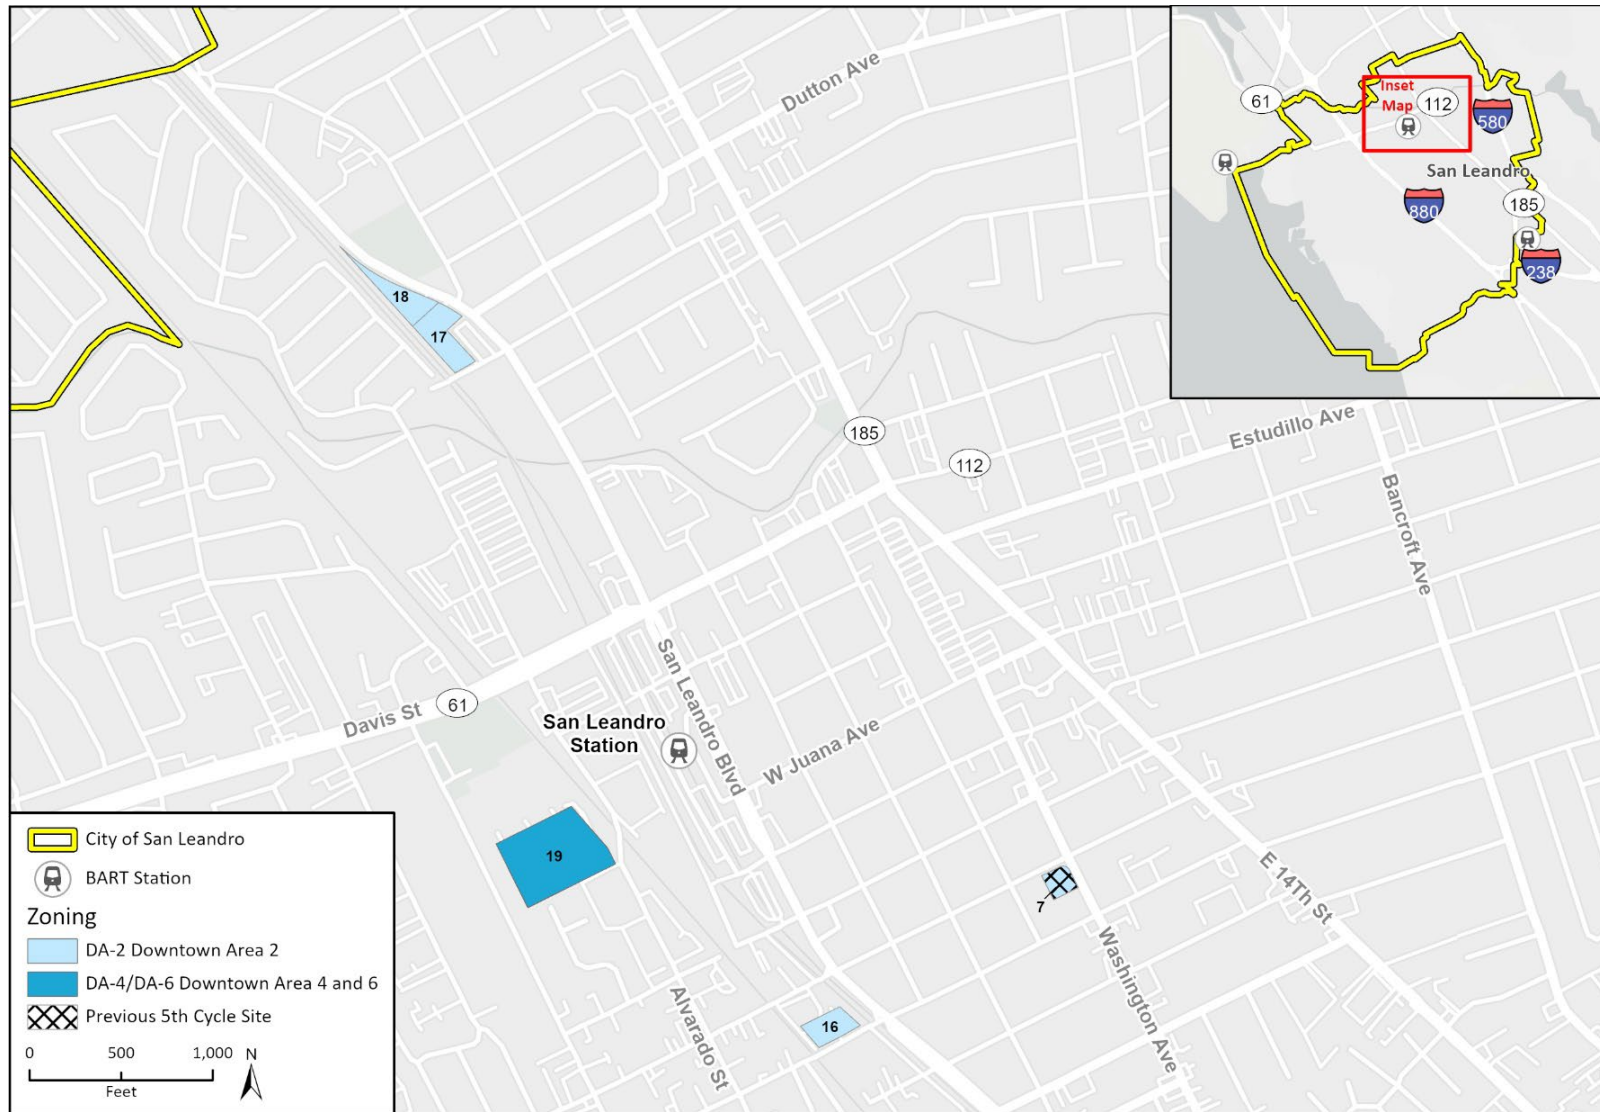 Dutton Ave
61
Inset
Map
112
580
San Leandro
880
185
238
18
17
185
112
Estudillo Ave
Bancroft Ave
Davis St
61
San Leandro
Station
San Leandro Blvd
W Juana Ave
19
7
E 14Th St
Washington Ave
Alvarado St
16
City of San Leandro
BART Station
Zoning
DA-2 Downtown Area 2
DA-4/DA-6 Downtown Area 4 and 6
Previous 5th Cycle Site
0 500 1,000 N
Feet